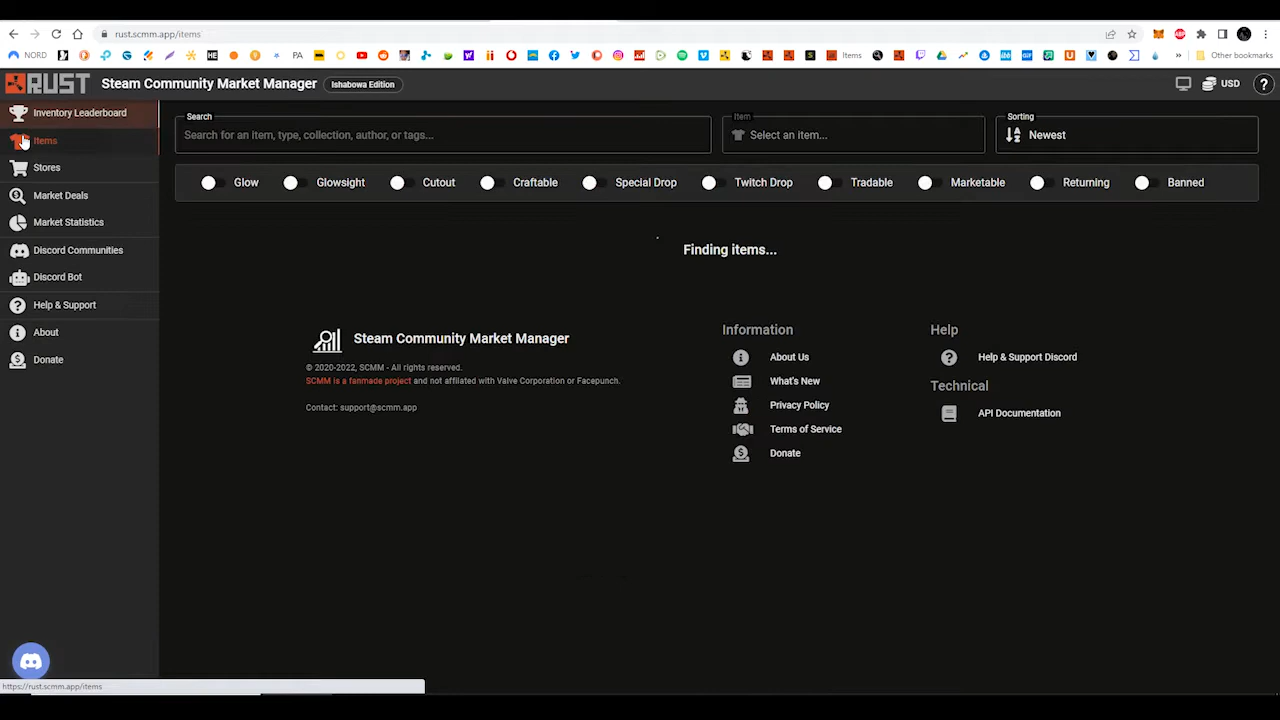 rust.scmm.app/items
NORD
PA
Items
Other bookmarks
RUST
Steam Community Market Manager
Ishabowa Edition
USD
Inventory Leaderboard
Items
Stores
Market Deals
Market Statistics
Discord Communities
Discord Bot
Help & Support
About
Donate
Search
Search for an item, type, collection, author, or tags...
Item
Select an item...
Sorting
Newest
Glow
Glowsight
Cutout
Craftable
Special Drop
Twitch Drop
Tradable
Marketable
Returning
Banned
Finding items...
Steam Community Market Manager
© 2020-2022, SCMM - All rights reserved.
SCMM is a fanmade project and not affilated with Valve Corporation or Facepunch.
Contact: support@scmm.app
Information
About Us
What's New
Privacy Policy
Terms of Service
Donate
Help
Help & Support Discord
Technical
API Documentation
https://rust.scmm.app/items